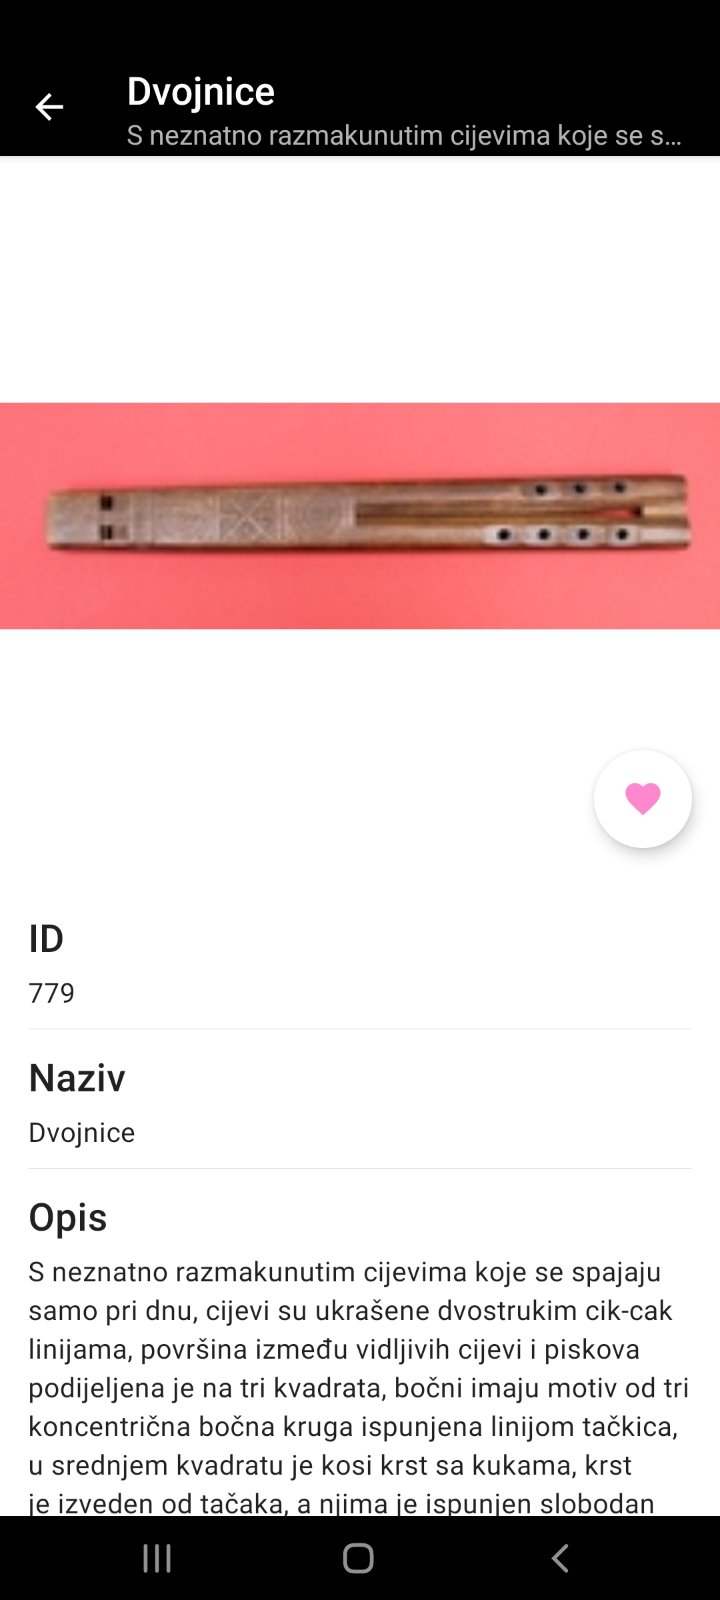 Dvojnice
S neznatno razmakunutim cijevima koje se s...
ID
779
Naziv
Dvojnice
Opis
S neznatno razmakunutim cijevima koje se spajaju
samo pri dnu, cijevi su ukrašene dvostrukim cik-cak
linijama, površina između vidljivih cijevi i piskova
podijeljena je na tri kvadrata, bočni imaju motiv od tri
koncentrična bočna kruga ispunjena linijom tačkica,
u srednjem kvadratu je kosi krst sa kukama, krst
je izveden od tačaka, a njima je ispunjen slobodan